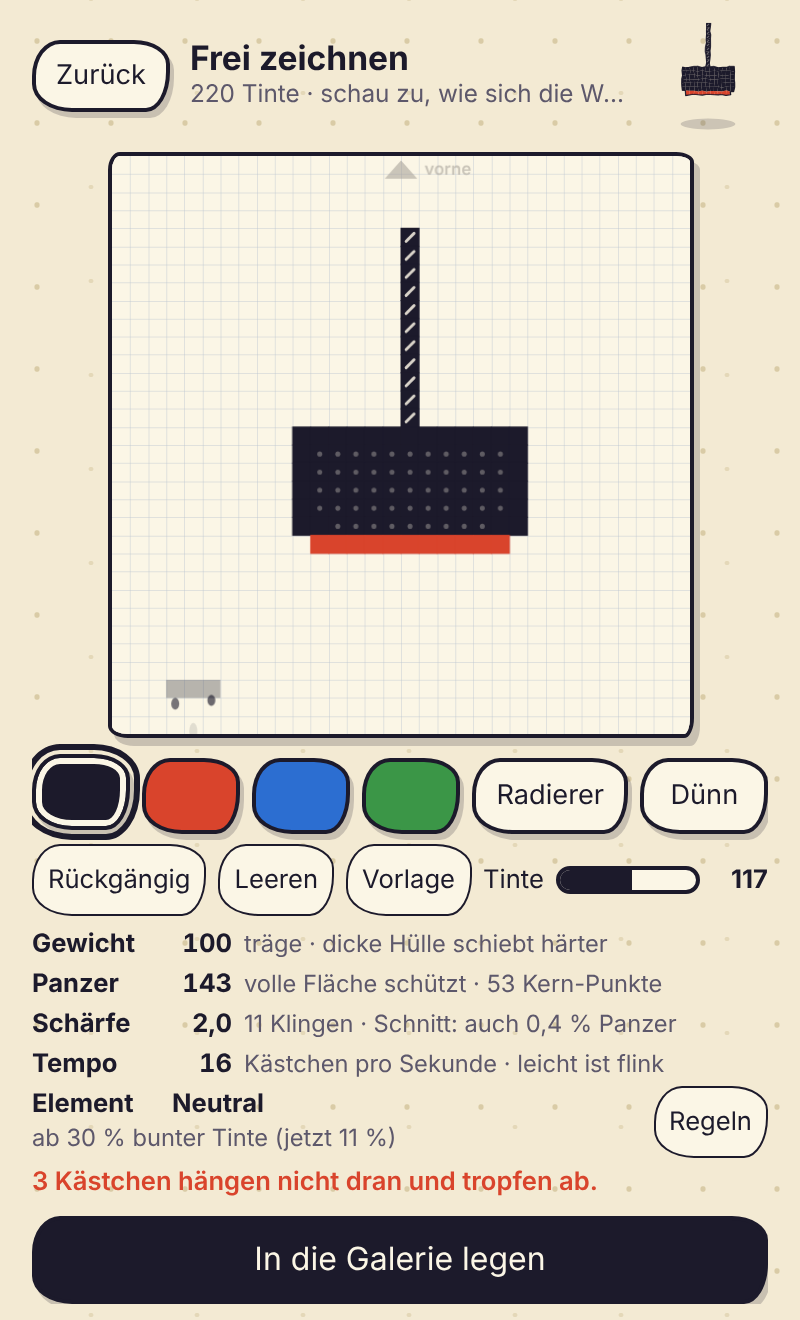 Zurück
Frei zeichnen
220 Tinte · schau zu, wie sich die W…
vorne
Radierer
Dünn
Rückgängig
Leeren
Vorlage
Tinte 117
Gewicht 100 träge · dicke Hülle schiebt härter
Panzer 143 volle Fläche schützt · 53 Kern-Punkte
Schärfe 2,0 11 Klingen · Schnitt: auch 0,4 % Panzer
Tempo 16 Kästchen pro Sekunde · leicht ist flink
Element Neutral
ab 30 % bunter Tinte (jetzt 11 %)
Regeln
3 Kästchen hängen nicht dran und tropfen ab.
In die Galerie legen